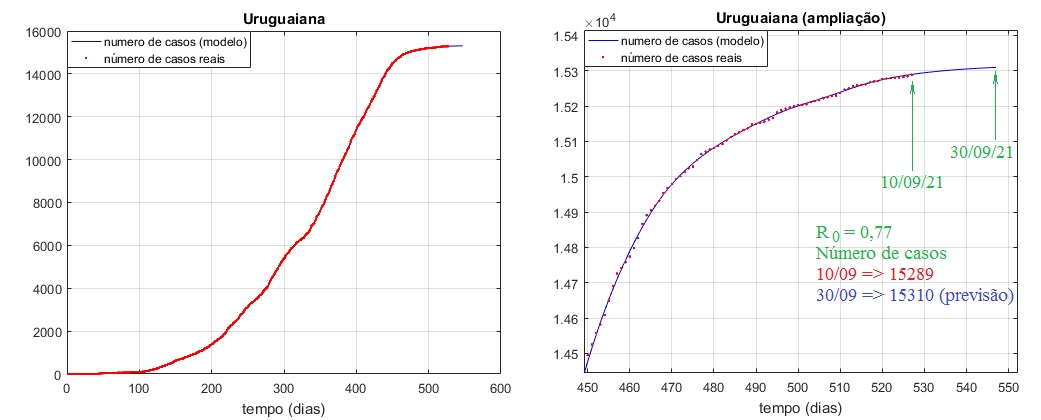 Uruguaiana
numero de casos (modelo)
número de casos reais
16000
14000
12000
10000
8000
6000
4000
2000
0
0 100 200 300 400 500 600
tempo (dias)
Uruguaiana (ampliação)
×10⁴
numero de casos (modelo)
número de casos reais
1.54
1.53
1.52
1.51
1.5
1.49
1.48
1.47
1.46
1.45
30/09/21
10/09/21
R₀ = 0,77
Número de casos
10/09 => 15289
30/09 => 15310 (previsão)
450 460 470 480 490 500 510 520 530 540 550
tempo (dias)